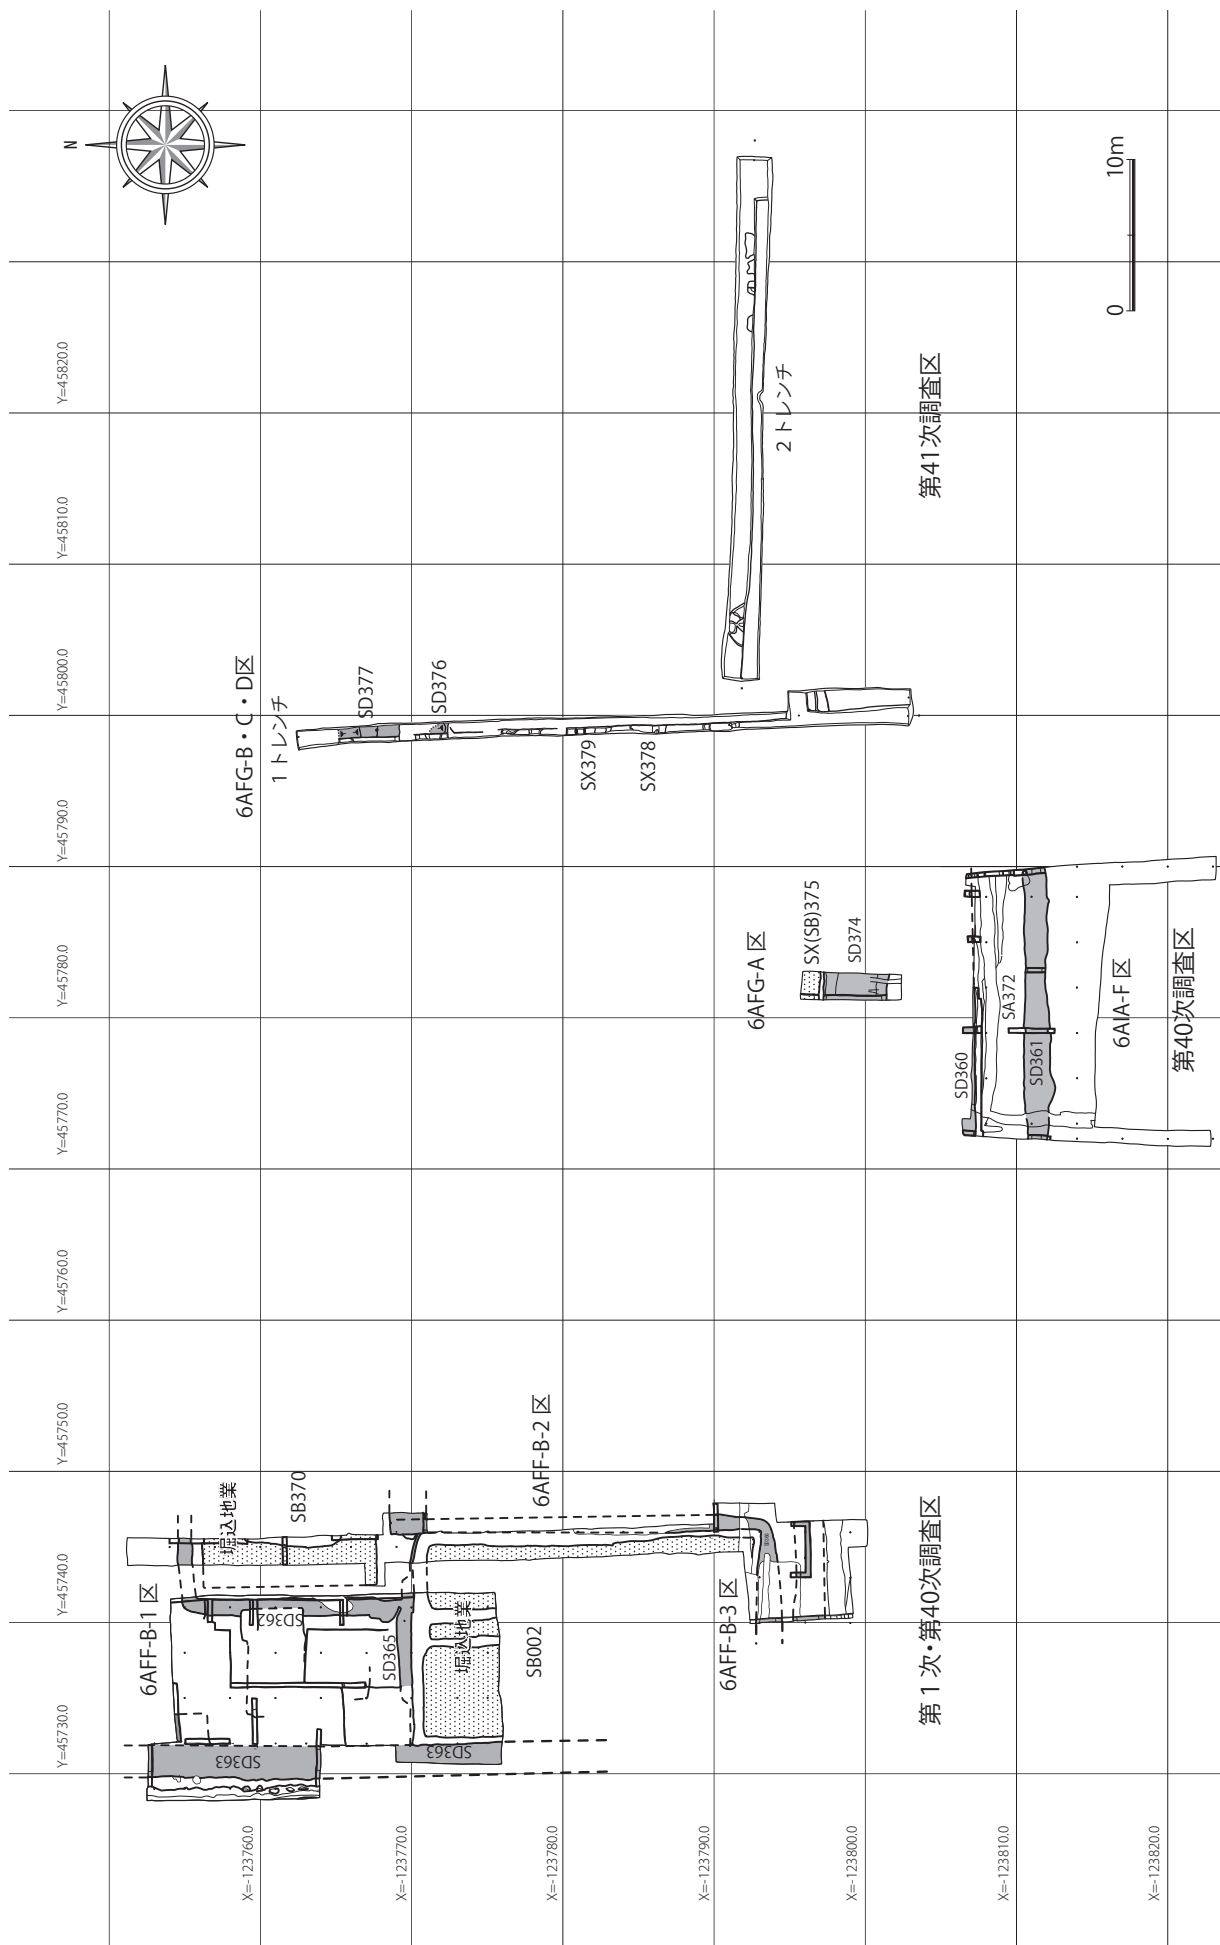 N
Y=45820.0
Y=45810.0
Y=45800.0
Y=45790.0
Y=45780.0
Y=45770.0
Y=45760.0
Y=45750.0
Y=45740.0
Y=45730.0
X=-123760.0
X=-123770.0
X=-123780.0
X=-123790.0
X=-123800.0
X=-123810.0
X=-123820.0
0
10m
6AFG-B・C・D区
1トレンチ
SD377
SD376
SX379
SX378
2トレンチ
第41次調査区
6AFG-A 区
SX(SB)375
SD374
SD360
SA372
SD361
6AIA-F 区
第40次調査区
6AFF-B-1 区
掘込地業
SB370
SD362
SD365
SD363
SD363
掘込地業
SB002
6AFF-B-2 区
6AFF-B-3 区
第１次・第40次調査区